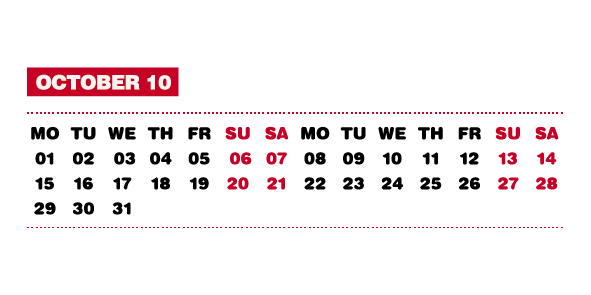 OCTOBER 10
MO TU WE TH FR SU SA MO TU WE TH FR SU SA
01 02 03 04 05 06 07 08 09 10 11 12 13 14
15 16 17 18 19 20 21 22 23 24 25 26 27 28
29 30 31